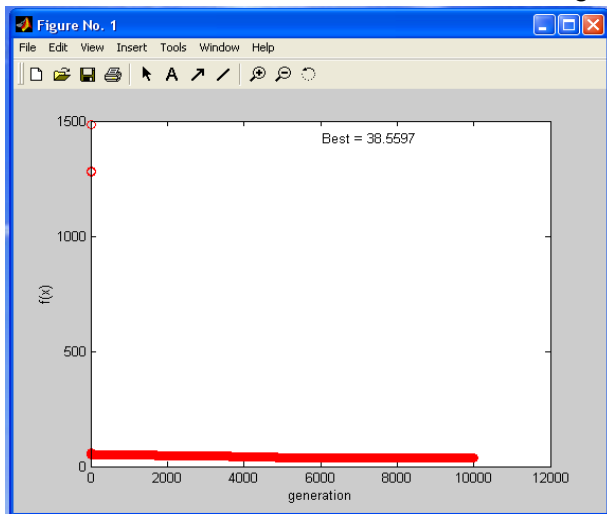 Figure No. 1
File Edit View Insert Tools Window Help
A
Best = 38.5597
1500
1000
500
0
f(x)
0 2000 4000 6000 8000 10000 12000
generation